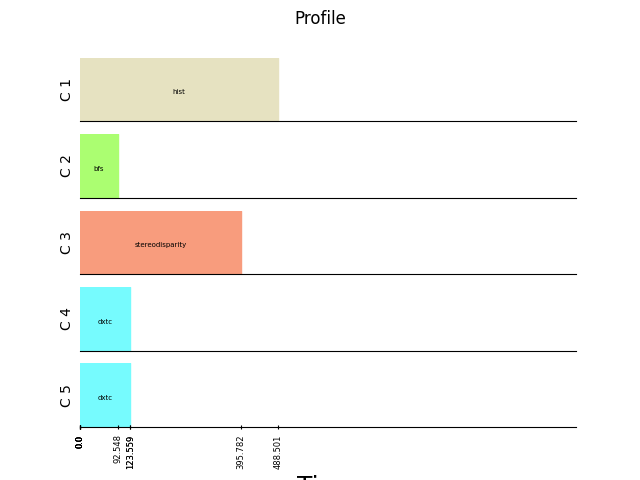 Profile
C 1
hist
C 2
bfs
C 3
stereodisparity
C 4
dxtc
C 5
dxtc
0.0
92.548
123.559
395.782
488.501